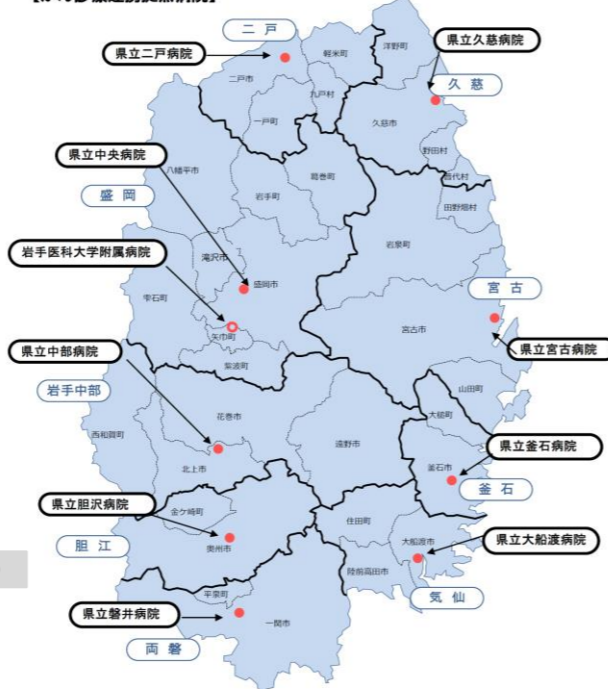 診療連携拠点病院】
二戸
県立二戸病院
軽米町
洋野町
県立久慈病院
二戸市
九戸村
久慈
一戸町
久慈市
野田村
県立中央病院
八幡平市
葛巻町
普代村
盛岡
岩手町
田野畑村
岩手医科大学附属病院
滝沢市
岩泉町
盛岡市
宮古
雫石町
宮古市
矢巾町
県立中部病院
県立宮古病院
紫波町
岩手中部
山田町
花巻市
大槌町
西和賀町
遠野市
県立釜石病院
北上市
釜石市
釜石
県立胆沢病院
金ケ崎町
住田町
胆江
奥州市
大船渡市
県立大船渡病院
陸前高田市
平泉町
気仙
県立磐井病院
一関市
両磐